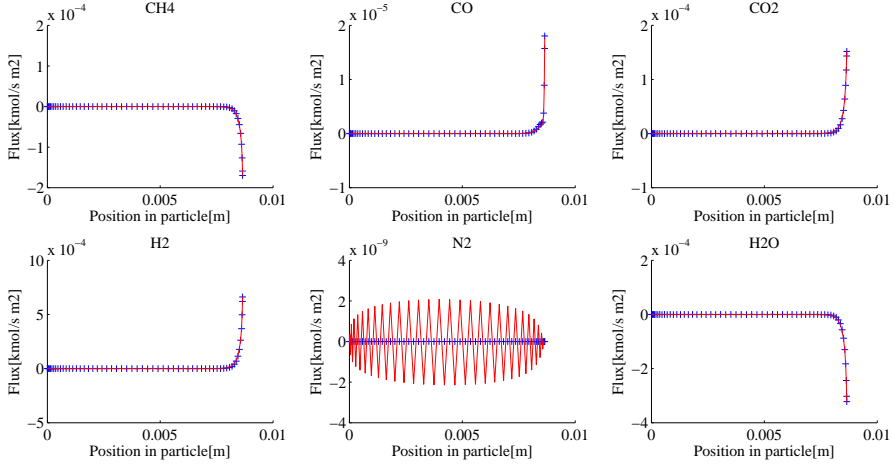 CH4
x 10^-4
2
1
0
-1
-2
Flux[kmol/s m2]
0
0.005
0.01
Position in particle[m]
CO
x 10^-5
2
1
0
-1
Flux[kmol/s m2]
0
0.005
0.01
Position in particle[m]
CO2
x 10^-4
2
1
0
-1
Flux[kmol/s m2]
0
0.005
0.01
Position in particle[m]
H2
x 10^-4
10
5
0
-5
Flux[kmol/s m2]
0
0.005
0.01
Position in particle[m]
N2
x 10^-9
4
2
0
-2
-4
Flux[kmol/s m2]
0
0.005
0.01
Position in particle[m]
H2O
x 10^-4
2
0
-2
-4
Flux[kmol/s m2]
0
0.005
0.01
Position in particle[m]